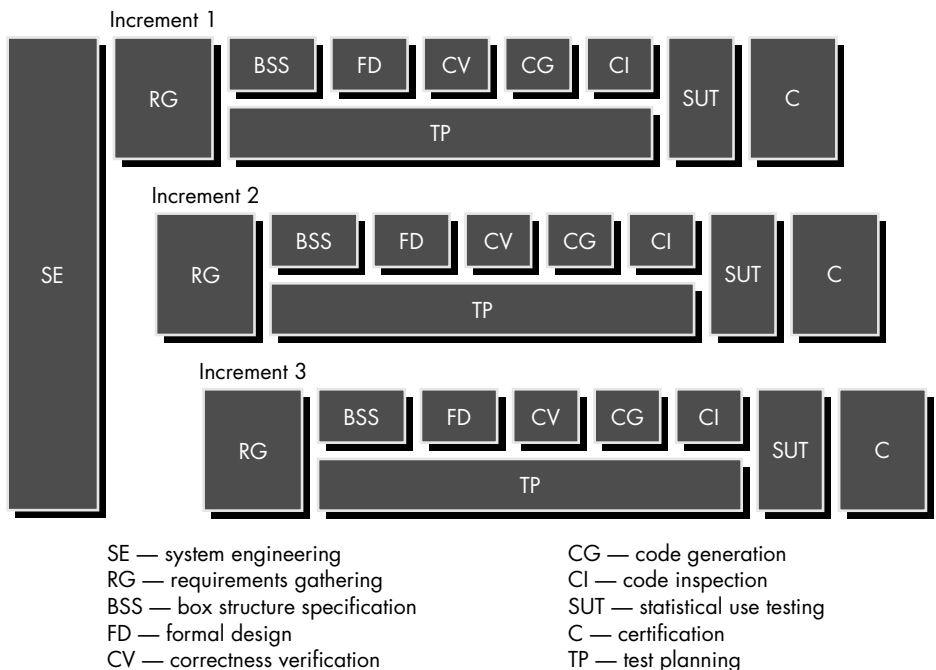 Increment 1
SE
RG
BSS FD CV CG CI
TP
SUT
C
Increment 2
RG
BSS FD CV CG CI
TP
SUT
C
Increment 3
RG
BSS FD CV CG CI
TP
SUT
C
SE — system engineering
RG — requirements gathering
BSS — box structure specification
FD — formal design
CV — correctness verification
CG — code generation
CI — code inspection
SUT — statistical use testing
C — certification
TP — test planning